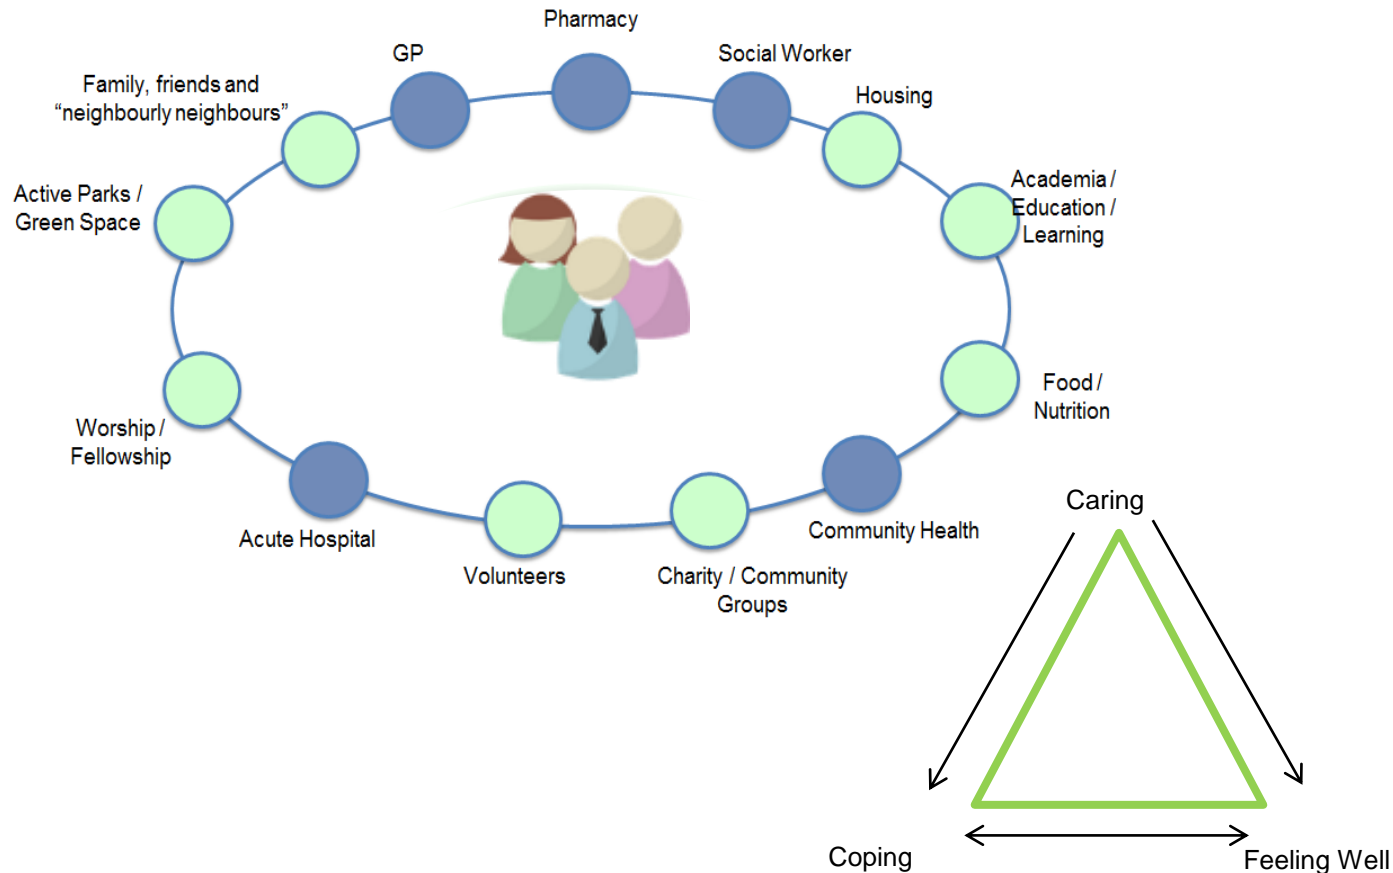 Pharmacy
GP
Social Worker
Family, friends and
“neighbourly neighbours”
Housing
Active Parks /
Green Space
Academia /
Education /
Learning
Food /
Nutrition
Worship /
Fellowship
Acute Hospital
Community Health
Volunteers
Charity / Community
Groups
Caring
Coping
Feeling Well